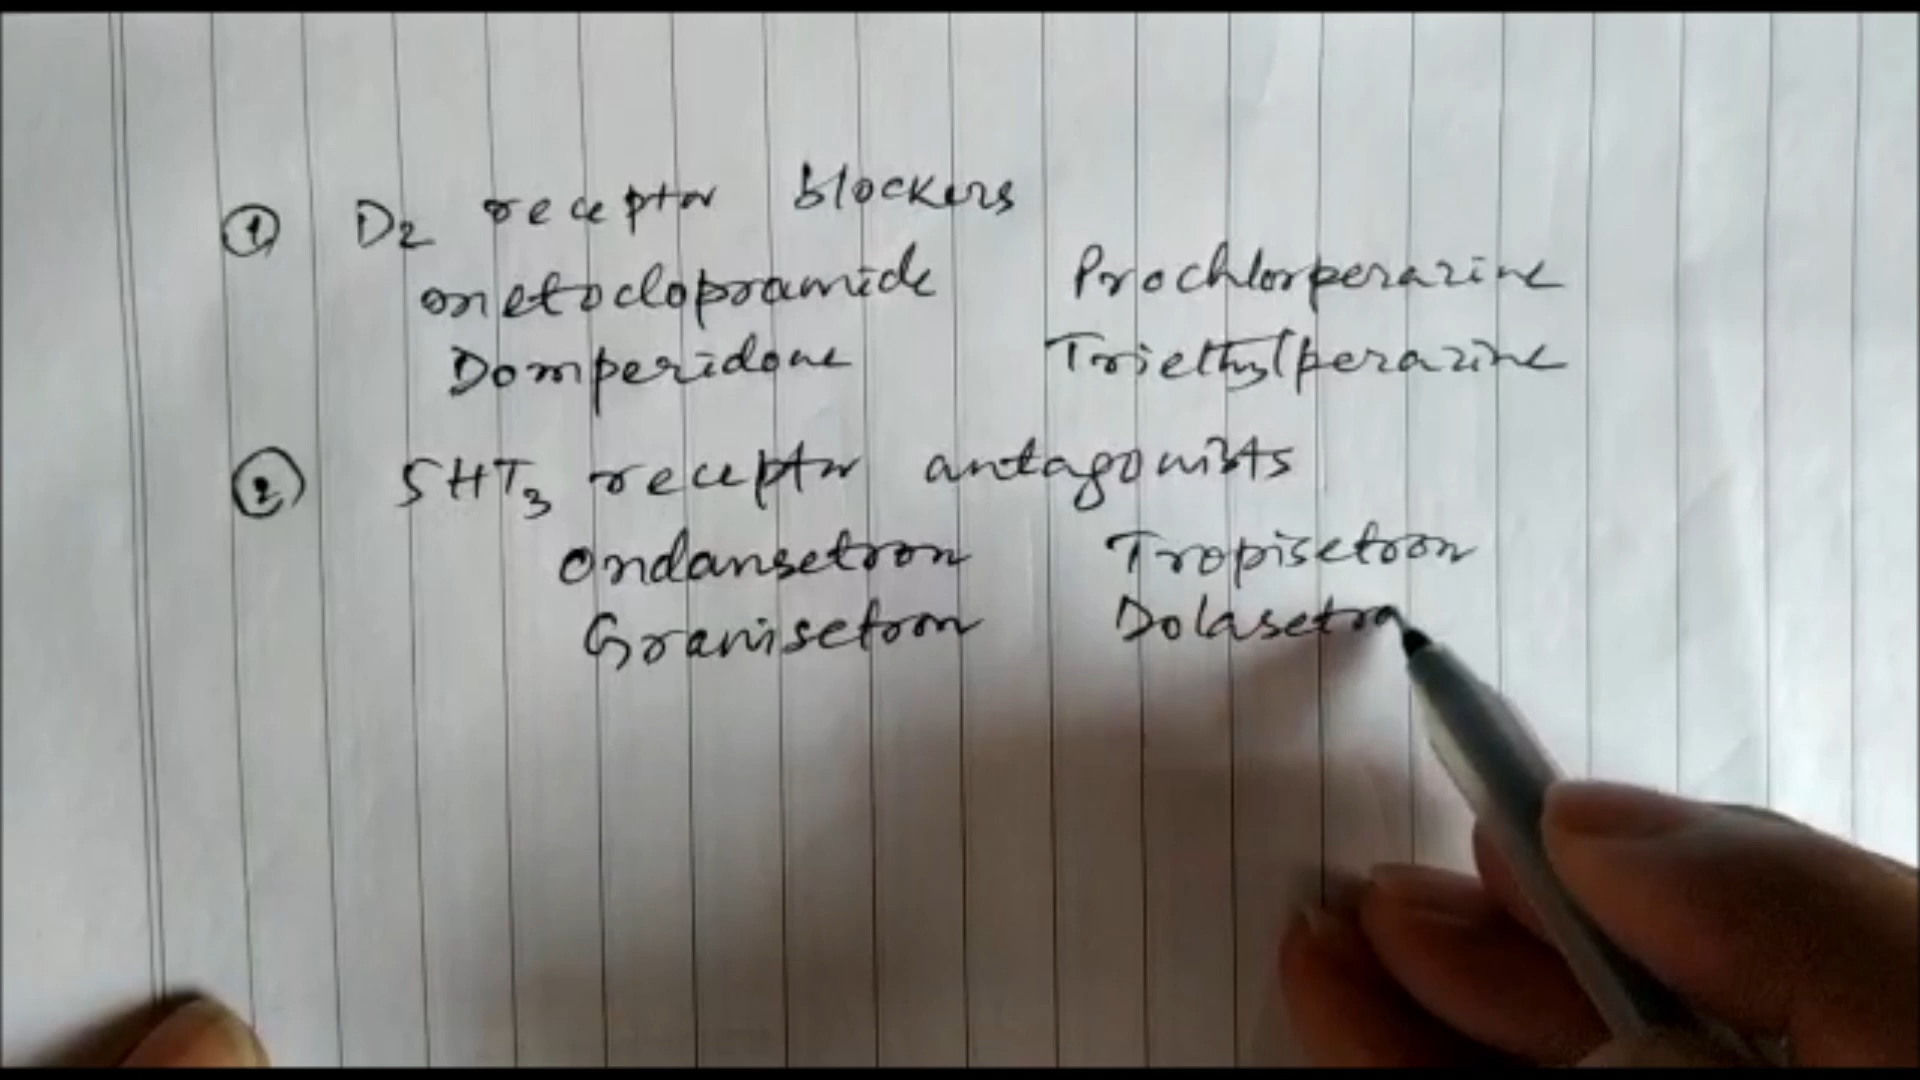 ① D2 receptor blockers
metoclopramide Prochlorperazine
Domperidone Triethylperazine
② 5HT3 receptor antagonists
Ondansetron Tropisetron
Granisetron Dolasetro